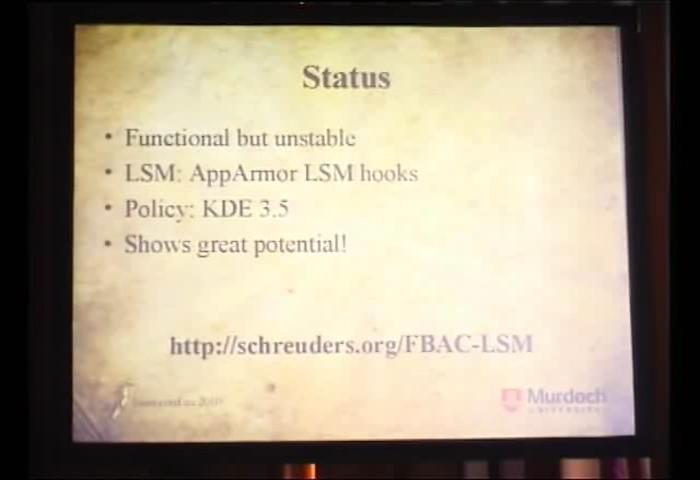 Status
• Functional but unstable
• LSM: AppArmor LSM hooks
• Policy: KDE 3.5
• Shows great potential!
http://schreuders.org/FBAC-LSM
Murdoch
UNIVERSITY